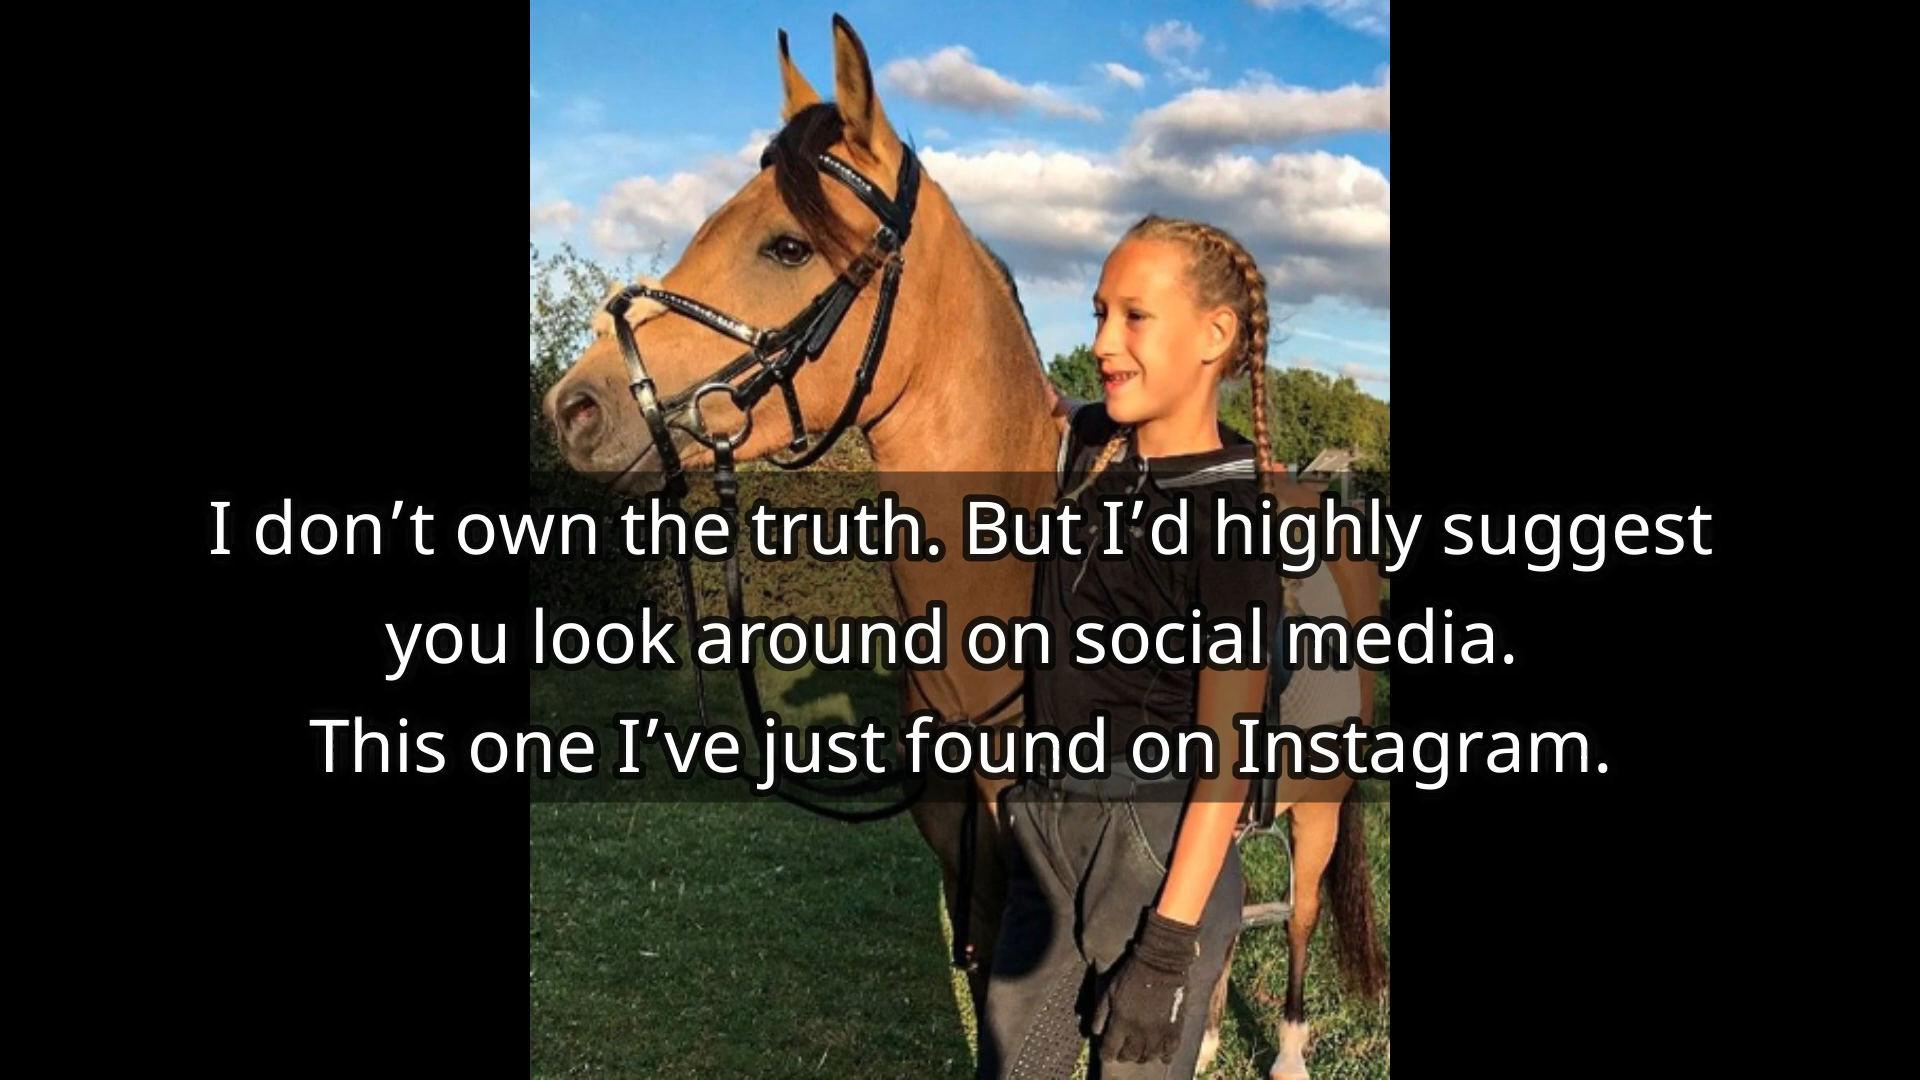 I don’t own the truth. But I’d highly suggest
you look around on social media.
This one I’ve just found on Instagram.